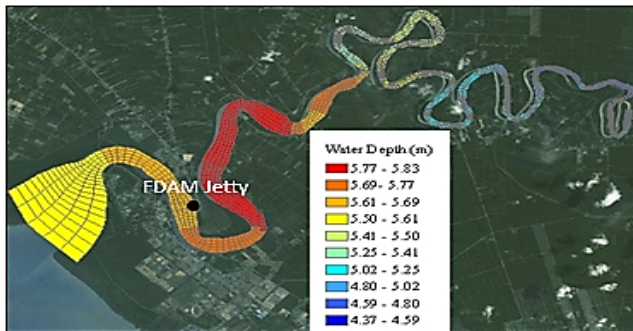 FDAM Jetty
Water Depth (m)
5.77 - 5.83
5.69 - 5.77
5.61 - 5.69
5.50 - 5.61
5.41 - 5.50
5.25 - 5.41
5.02 - 5.25
4.80 - 5.02
4.59 - 4.80
4.37 - 4.59